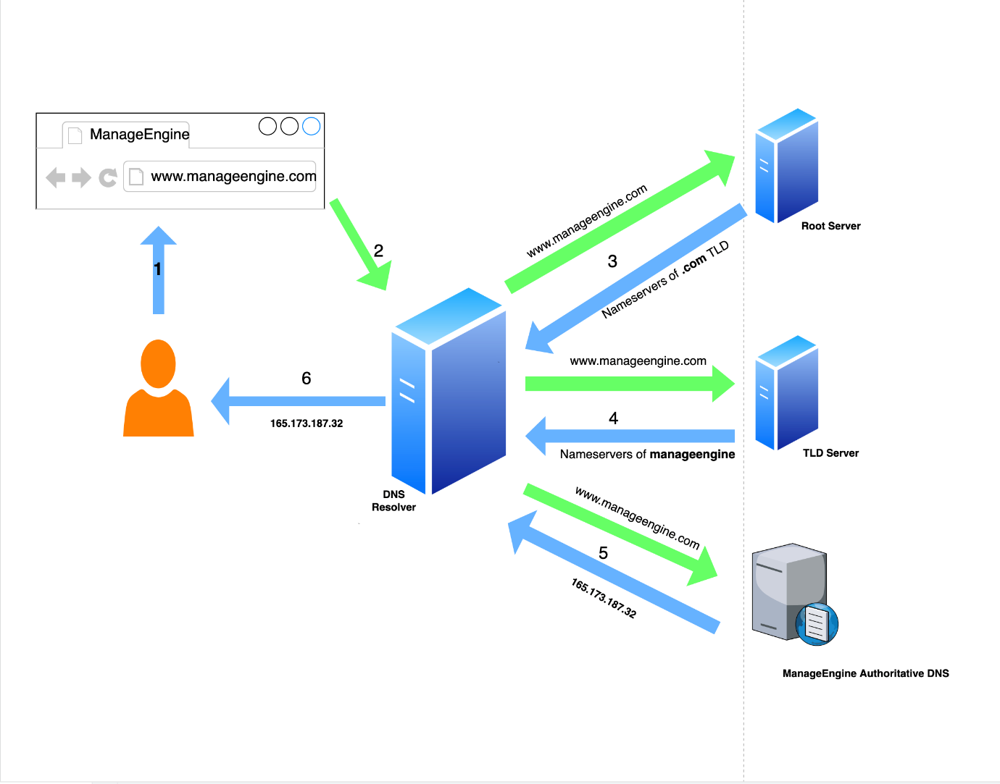 ManageEngine
www.manageengine.com
1
2
www.manageengine.com
3
Nameservers of .com TLD
Root Server
www.manageengine.com
4
Nameservers of manageengine
TLD Server
6
165.173.187.32
DNS
Resolver
www.manageengine.com
5
165.173.187.32
ManageEngine Authoritative DNS